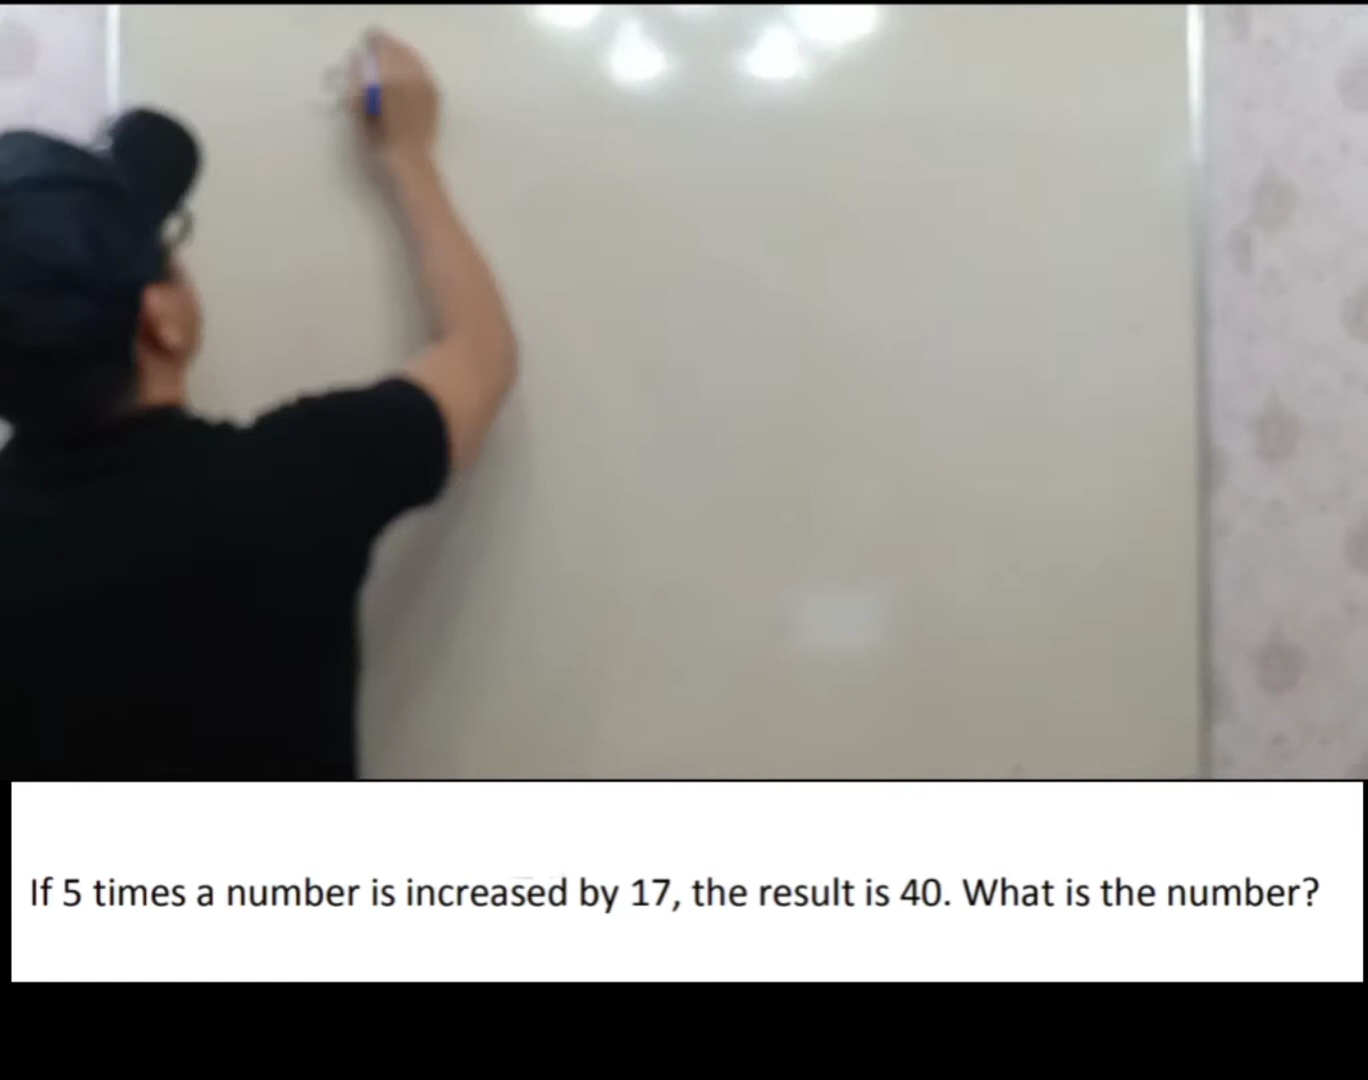 If 5 times a number is increased by 17, the result is 40. What is the number?